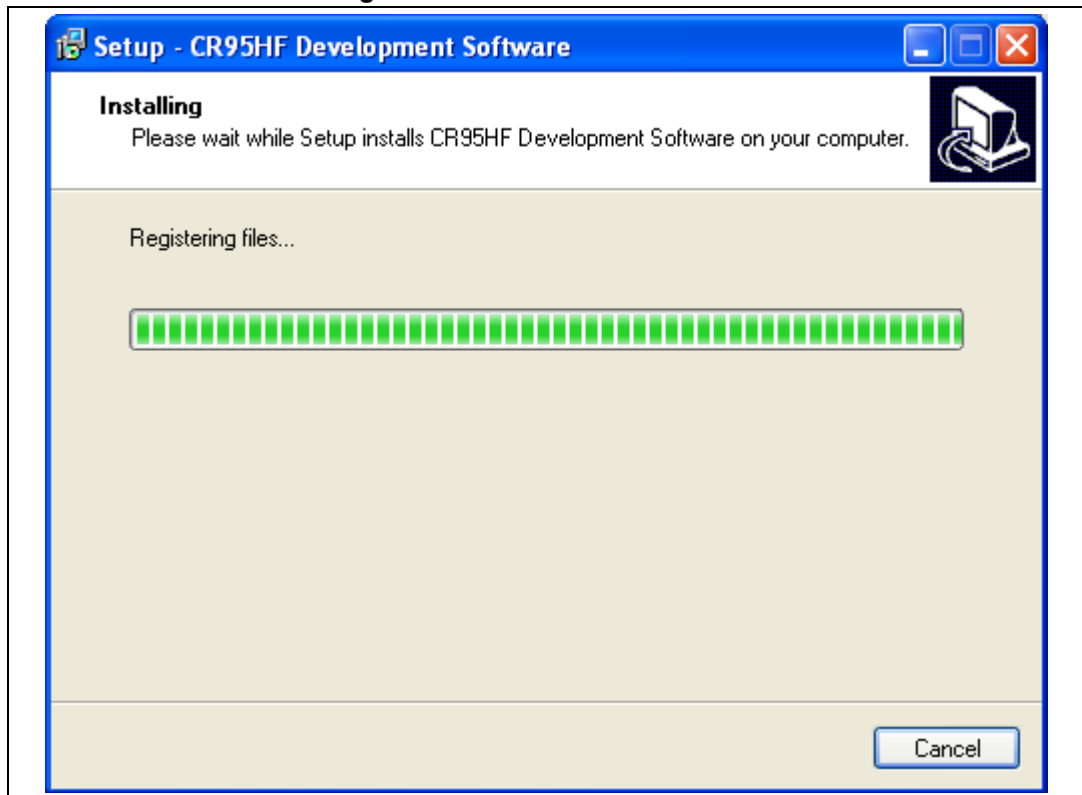 Setup - CR95HF Development Software
Installing
Please wait while Setup installs CR95HF Development Software on your computer.
Registering files...
Cancel